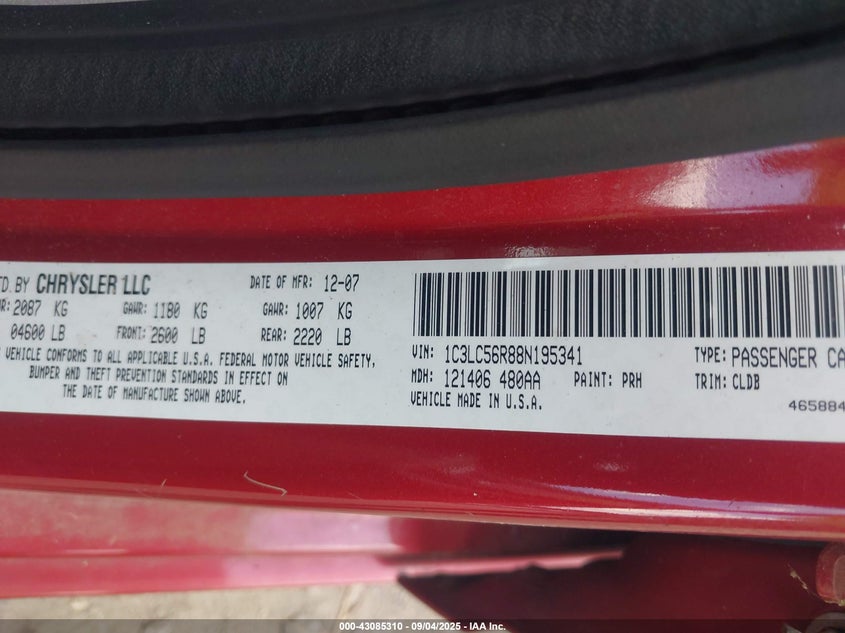 TD. BY CHRYSLER LLC DATE OF MFR: 12-07
R: 2087 KG GAWR: 1180 KG GAWR: 1007 KG
04600 LB FRONT: 2600 LB REAR: 2220 LB
VEHICLE CONFORMS TO ALL APPLICABLE U.S.A. FEDERAL MOTOR VEHICLE SAFETY,
BUMPER AND THEFT PREVENTION STANDARDS IN EFFECT ON
THE DATE OF MANUFACTURE SHOWN ABOVE.
VIN: 1C3LC56R88N195341 TYPE: PASSENGER CA
MDH: 121406 480AA PAINT: PRH TRIM: CLDB
VEHICLE MADE IN U.S.A. 465884
000-43085310 - 09/04/2025 - IAA Inc.